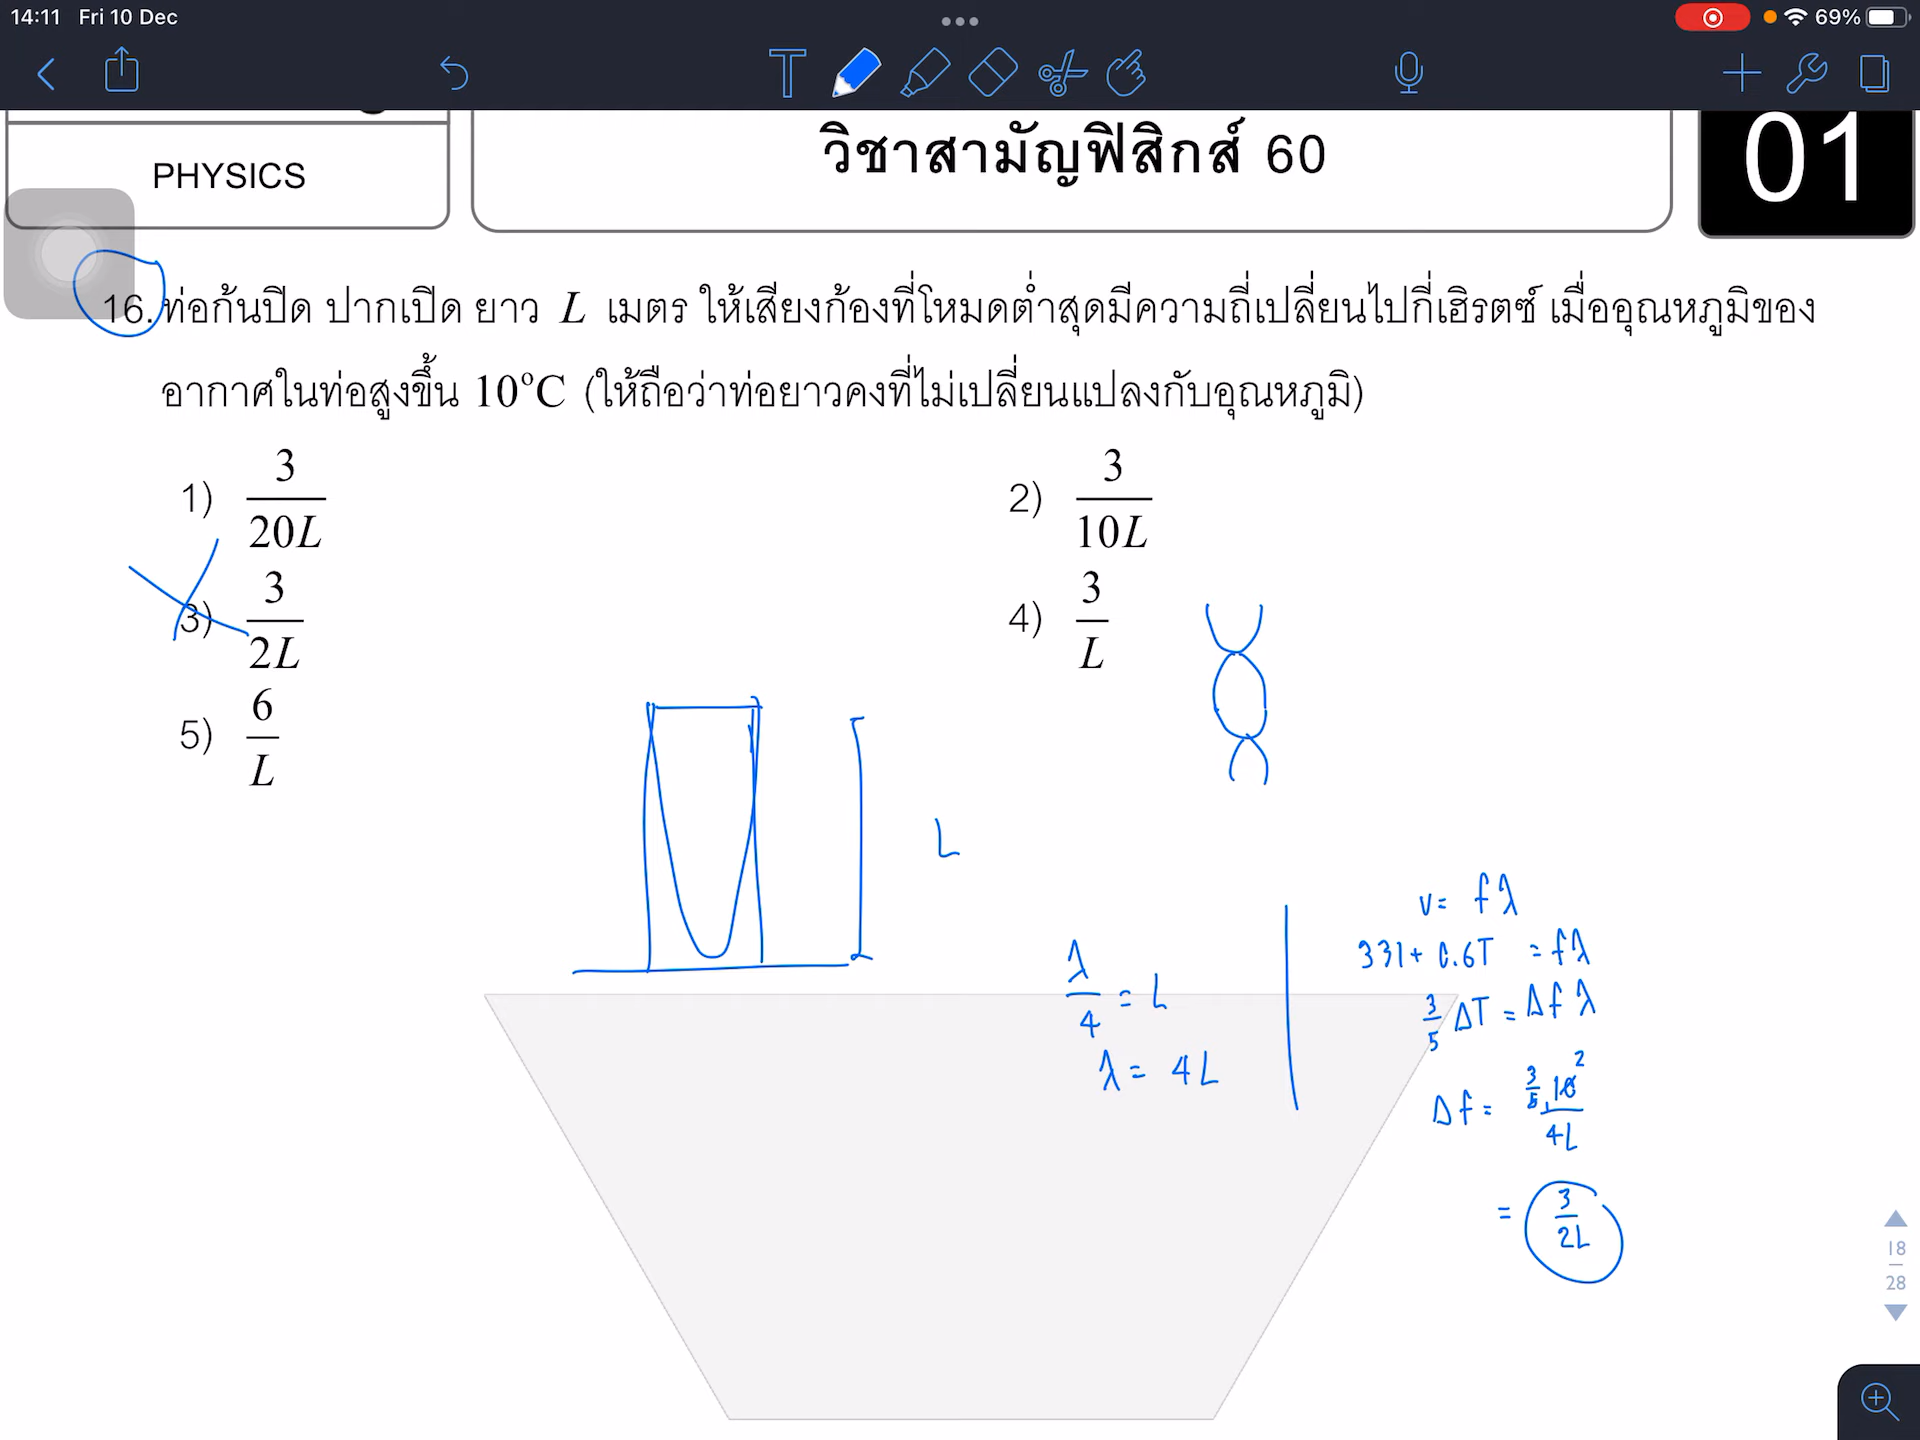 14:11 Fri 10 Dec
69%
PHYSICS
วิชาสามัญฟิสิกส์ 60
01
16. ท่อก้นปิด ปากเปิด ยาว L เมตร ให้เสียงก้องที่โหมดต่ำสุดมีความถี่เปลี่ยนไปกี่เฮิรตซ์ เมื่ออุณหภูมิของ
อากาศในท่อสูงขึ้น 10°C (ให้ถือว่าท่อยาวคงที่ไม่เปลี่ยนแปลงกับอุณหภูมิ)
1) 3/20L
2) 3/10L
3) 3/2L
4) 3/L
5) 6/L
L
λ/4 = L
λ = 4L
v = fλ
331 + 0.6T = fλ
3/5 ΔT = Δfλ
Δf = 3/5 · 10 2 / 4L
= 3/2L
18
28